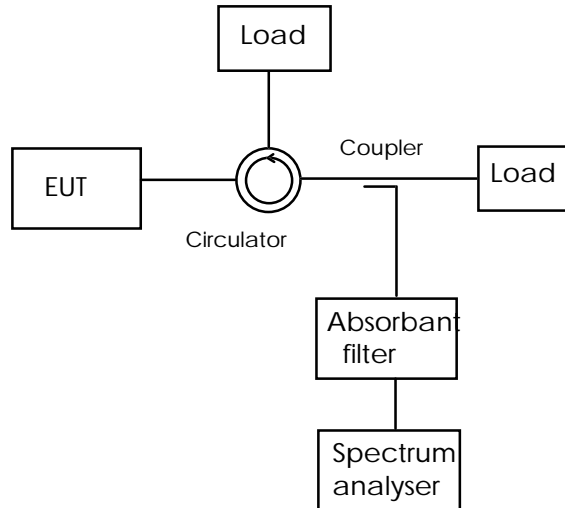 Load
Coupler
EUT
Load
Circulator
Absorbant
filter
Spectrum
analyser